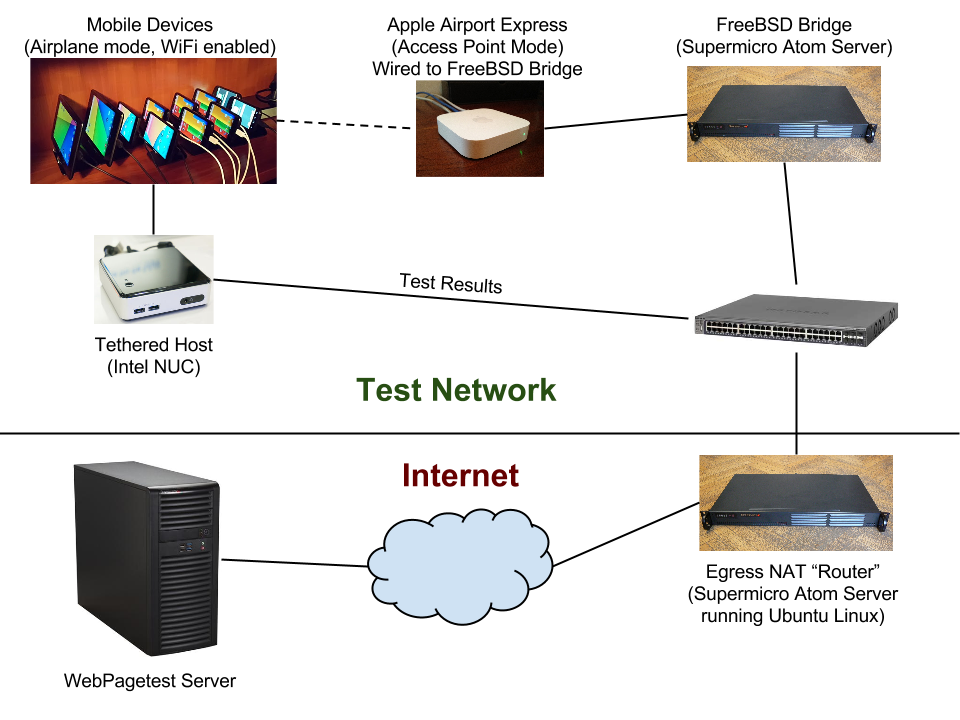 Mobile Devices
(Airplane mode, WiFi enabled)
Apple Airport Express
(Access Point Mode)
Wired to FreeBSD Bridge
FreeBSD Bridge
(Supermicro Atom Server)
Test Results
Tethered Host
(Intel NUC)
Test Network
Internet
Egress NAT “Router”
(Supermicro Atom Server
running Ubuntu Linux)
WebPagetest Server